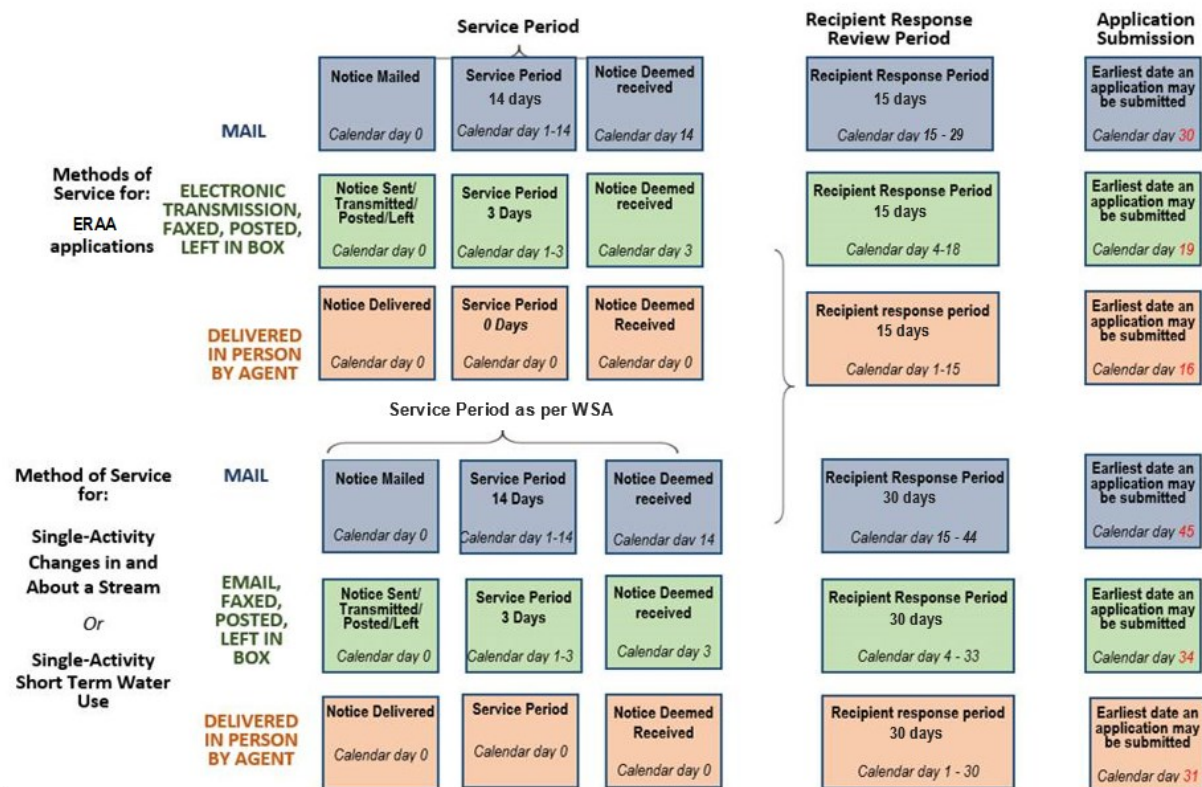 Service Period
Recipient Response
Review Period
Application
Submission
Methods of
Service for:
ERAA
applications
MAIL
Notice Mailed
Calendar day 0
Service Period
14 days
Calendar day 1-14
Notice Deemed
received
Calendar day 14
Recipient Response Period
15 days
Calendar day 15 - 29
Earliest date an
application may
be submitted
Calendar day 30
ELECTRONIC
TRANSMISSION,
FAXED, POSTED,
LEFT IN BOX
Notice Sent/
Transmitted/
Posted/Left
Calendar day 0
Service Period
3 Days
Calendar day 1-3
Notice Deemed
received
Calendar day 3
Recipient Response Period
15 days
Calendar day 4-18
Earliest date an
application may
be submitted
Calendar day 19
DELIVERED
IN PERSON
BY AGENT
Notice Delivered
Calendar day 0
Service Period
0 Days
Calendar day 0
Notice Deemed
Received
Calendar day 0
Recipient response period
15 days
Calendar day 1-15
Earliest date an
application may
be submitted
Calendar day 16
Service Period as per WSA
Method of Service
for:
Single-Activity
Changes in and
About a Stream
Or
Single-Activity
Short Term Water
Use
MAIL
Notice Mailed
Calendar day 0
Service Period
14 Days
Calendar day 1-14
Notice Deemed
received
Calendar day 14
Recipient Response Period
30 days
Calendar day 15 - 44
Earliest date an
application may
be submitted
Calendar day 45
EMAIL,
FAXED,
POSTED,
LEFT IN
BOX
Notice Sent/
Transmitted/
Posted/Left
Calendar day 0
Service Period
3 Days
Calendar day 1-3
Notice Deemed
received
Calendar day 3
Recipient Response Period
30 days
Calendar day 4 - 33
Earliest date an
application may
be submitted
Calendar day 34
DELIVERED
IN PERSON
BY AGENT
Notice Delivered
Calendar day 0
Service Period
Calendar day 0
Notice Deemed
Received
Calendar day 0
Recipient response period
30 days
Calendar day 1 - 30
Earliest date an
application may
be submitted
Calendar day 31